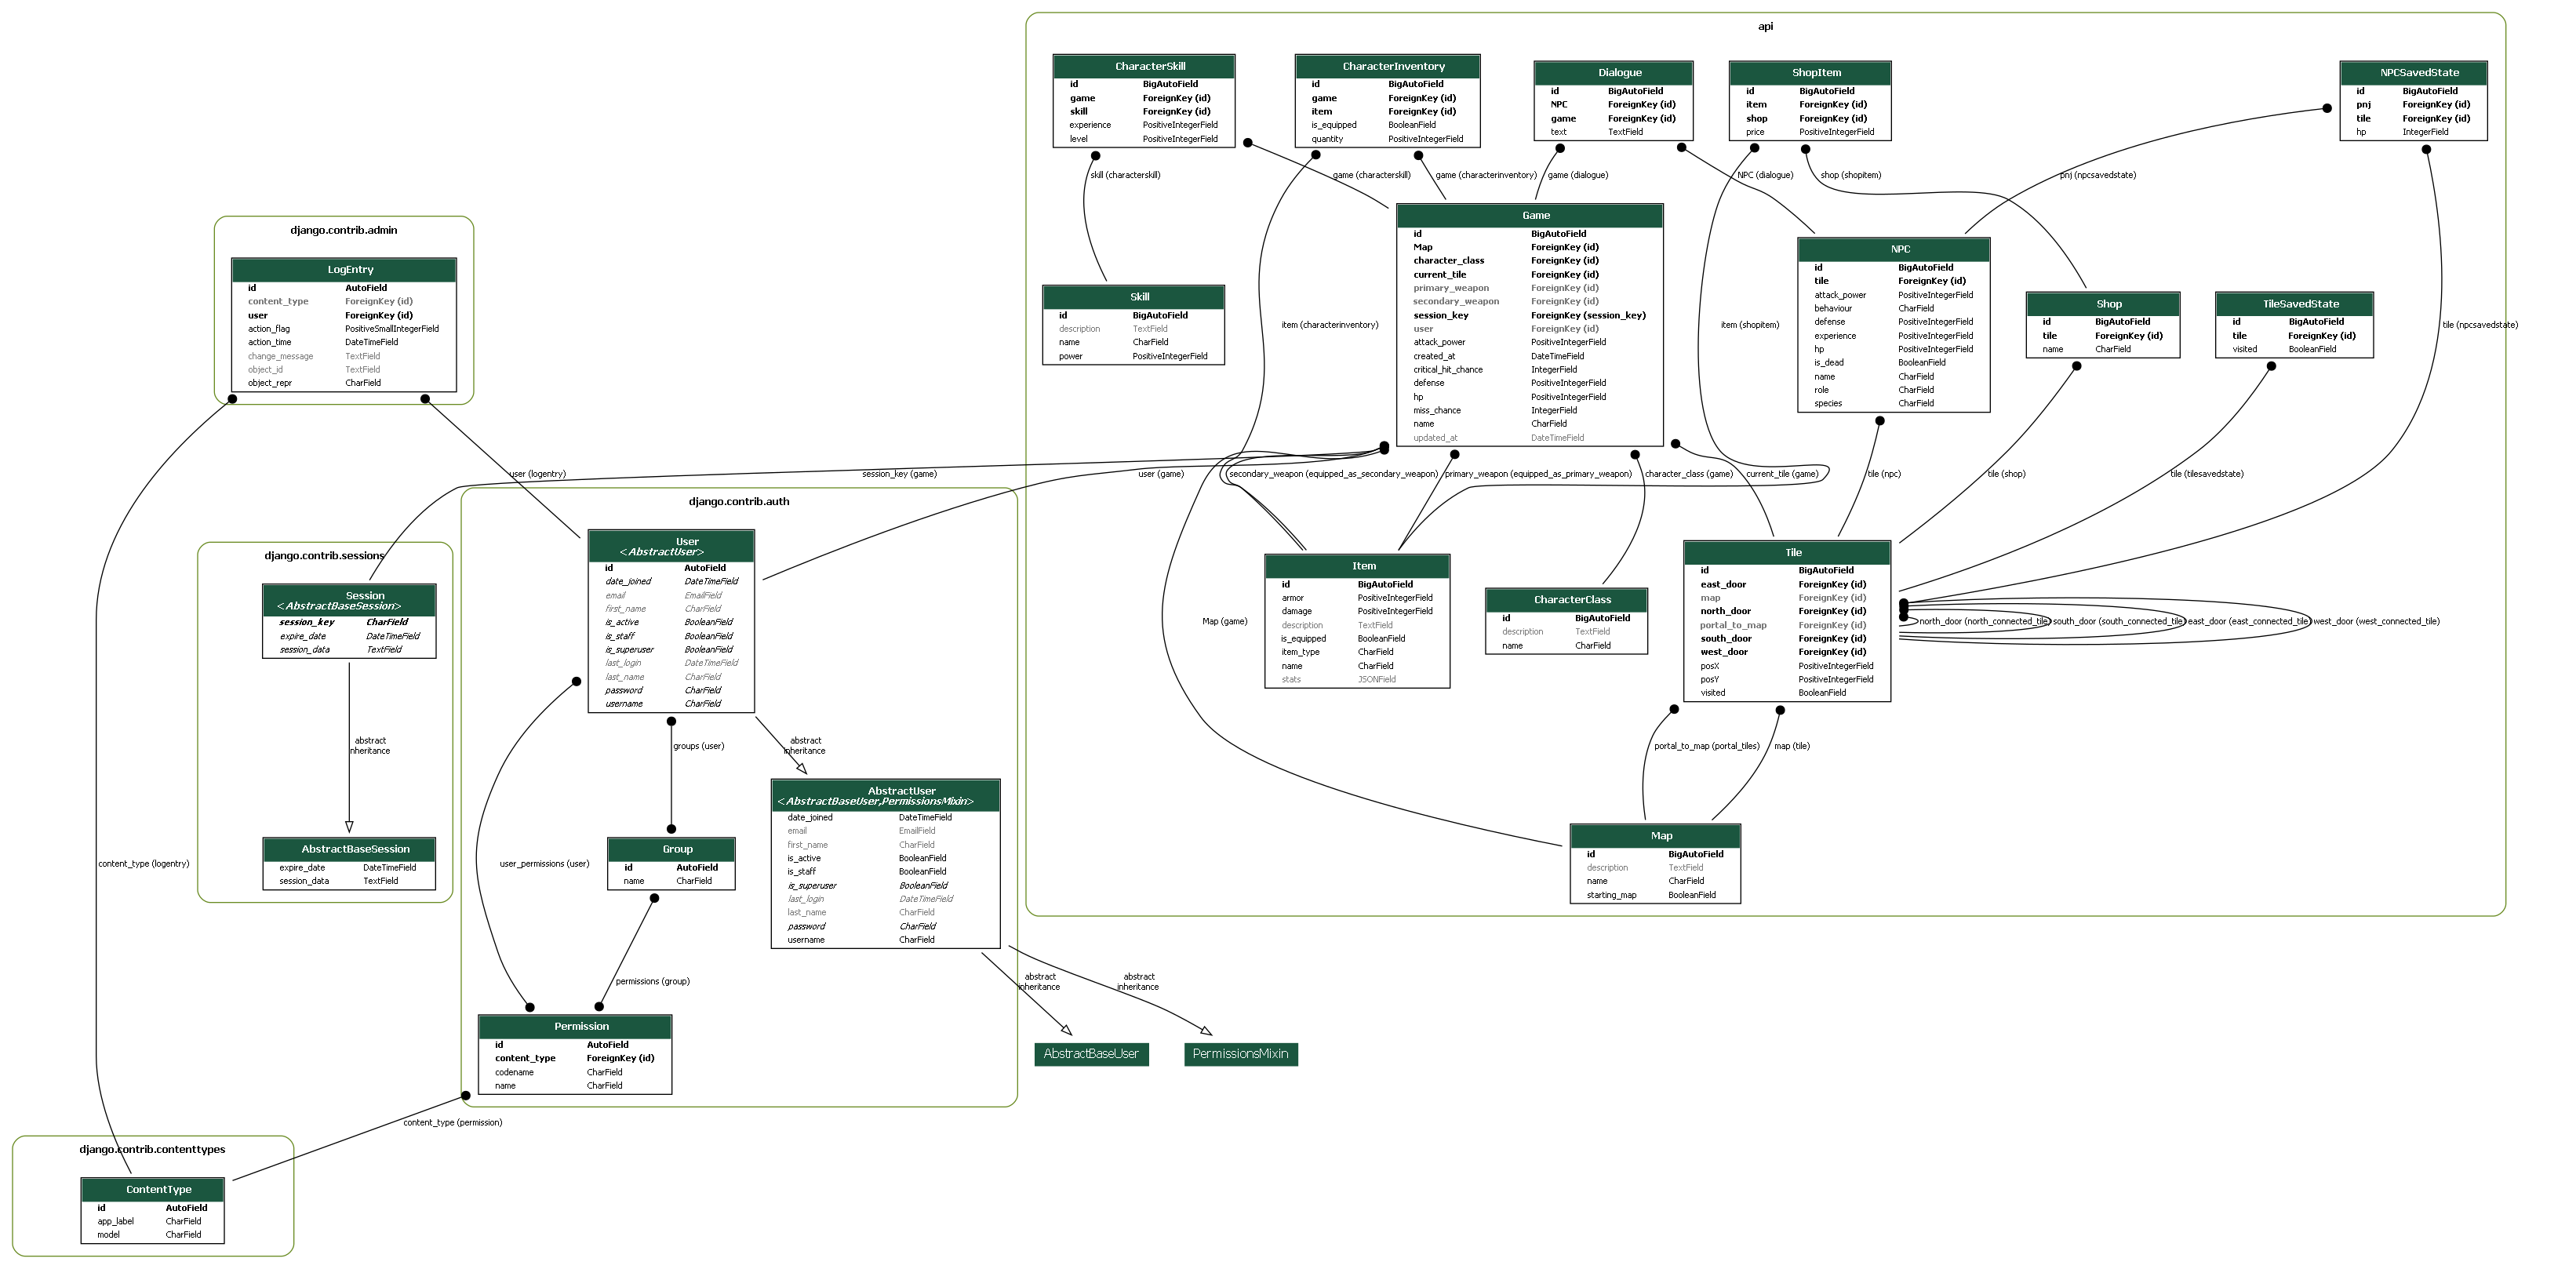 api
CharacterSkill
id BigAutoField
game ForeignKey (id)
skill ForeignKey (id)
experience PositiveIntegerField
level PositiveIntegerField
CharacterInventory
id BigAutoField
game ForeignKey (id)
item ForeignKey (id)
is_equipped BooleanField
quantity PositiveIntegerField
Dialogue
id BigAutoField
NPC ForeignKey (id)
game ForeignKey (id)
text TextField
ShopItem
id BigAutoField
item ForeignKey (id)
shop ForeignKey (id)
price PositiveIntegerField
NPCSavedState
id BigAutoField
pnj ForeignKey (id)
tile ForeignKey (id)
hp IntegerField
skill (characterskill)
game (characterskill)
game (characterinventory)
game (dialogue)
NPC (dialogue)
shop (shopitem)
pnj (npcsavedstate)
Game
id BigAutoField
Map ForeignKey (id)
character_class ForeignKey (id)
current_tile ForeignKey (id)
primary_weapon ForeignKey (id)
secondary_weapon ForeignKey (id)
session_key ForeignKey (session_key)
user ForeignKey (id)
attack_power PositiveIntegerField
created_at DateTimeField
critical_hit_chance IntegerField
defense PositiveIntegerField
hp PositiveIntegerField
miss_chance IntegerField
name CharField
updated_at DateTimeField
NPC
id BigAutoField
tile ForeignKey (id)
attack_power PositiveIntegerField
behaviour CharField
defense PositiveIntegerField
experience PositiveIntegerField
hp PositiveIntegerField
is_dead BooleanField
name CharField
role CharField
species CharField
django.contrib.admin
LogEntry
id AutoField
content_type ForeignKey (id)
user ForeignKey (id)
action_flag PositiveSmallIntegerField
action_time DateTimeField
change_message TextField
object_id TextField
object_repr CharField
Skill
id BigAutoField
description TextField
name CharField
power PositiveIntegerField
Shop
id BigAutoField
tile ForeignKey (id)
name CharField
TileSavedState
id BigAutoField
tile ForeignKey (id)
visited BooleanField
item (characterinventory)
item (shopitem)
tile (npcsavedstate)
user (logentry)
session_key (game)
user (game)
secondary_weapon (equipped_as_secondary_weapon)
primary_weapon (equipped_as_primary_weapon)
character_class (game)
current_tile (game)
tile (npc)
tile (shop)
tile (tilesavedstate)
django.contrib.auth
User
<AbstractUser>
id AutoField
date_joined DateTimeField
email EmailField
first_name CharField
is_active BooleanField
is_staff BooleanField
is_superuser BooleanField
last_login DateTimeField
last_name CharField
password CharField
username CharField
django.contrib.sessions
Session
<AbstractBaseSession>
session_key CharField
expire_date DateTimeField
session_data TextField
Item
id BigAutoField
armor PositiveIntegerField
damage PositiveIntegerField
description TextField
is_equipped BooleanField
item_type CharField
name CharField
stats JSONField
CharacterClass
id BigAutoField
description TextField
name CharField
Tile
id BigAutoField
east_door ForeignKey (id)
map ForeignKey (id)
north_door ForeignKey (id)
portal_to_map ForeignKey (id)
south_door ForeignKey (id)
west_door ForeignKey (id)
posX PositiveIntegerField
posY PositiveIntegerField
visited BooleanField
Map (game)
north_door (north_connected_tile)
south_door (south_connected_tile)
east_door (east_connected_tile)
west_door (west_connected_tile)
abstract
inheritance
groups (user)
abstract
inheritance
portal_to_map (portal_tiles)
map (tile)
AbstractUser
<AbstractBaseUser,PermissionsMixin>
date_joined DateTimeField
email EmailField
first_name CharField
is_active BooleanField
is_staff BooleanField
is_superuser BooleanField
last_login DateTimeField
last_name CharField
password CharField
username CharField
AbstractBaseSession
expire_date DateTimeField
session_data TextField
Group
id AutoField
name CharField
Map
id BigAutoField
description TextField
name CharField
starting_map BooleanField
content_type (logentry)
user_permissions (user)
permissions (group)
abstract
inheritance
abstract
inheritance
Permission
id AutoField
content_type ForeignKey (id)
codename CharField
name CharField
AbstractBaseUser
PermissionsMixin
content_type (permission)
django.contrib.contenttypes
ContentType
id AutoField
app_label CharField
model CharField